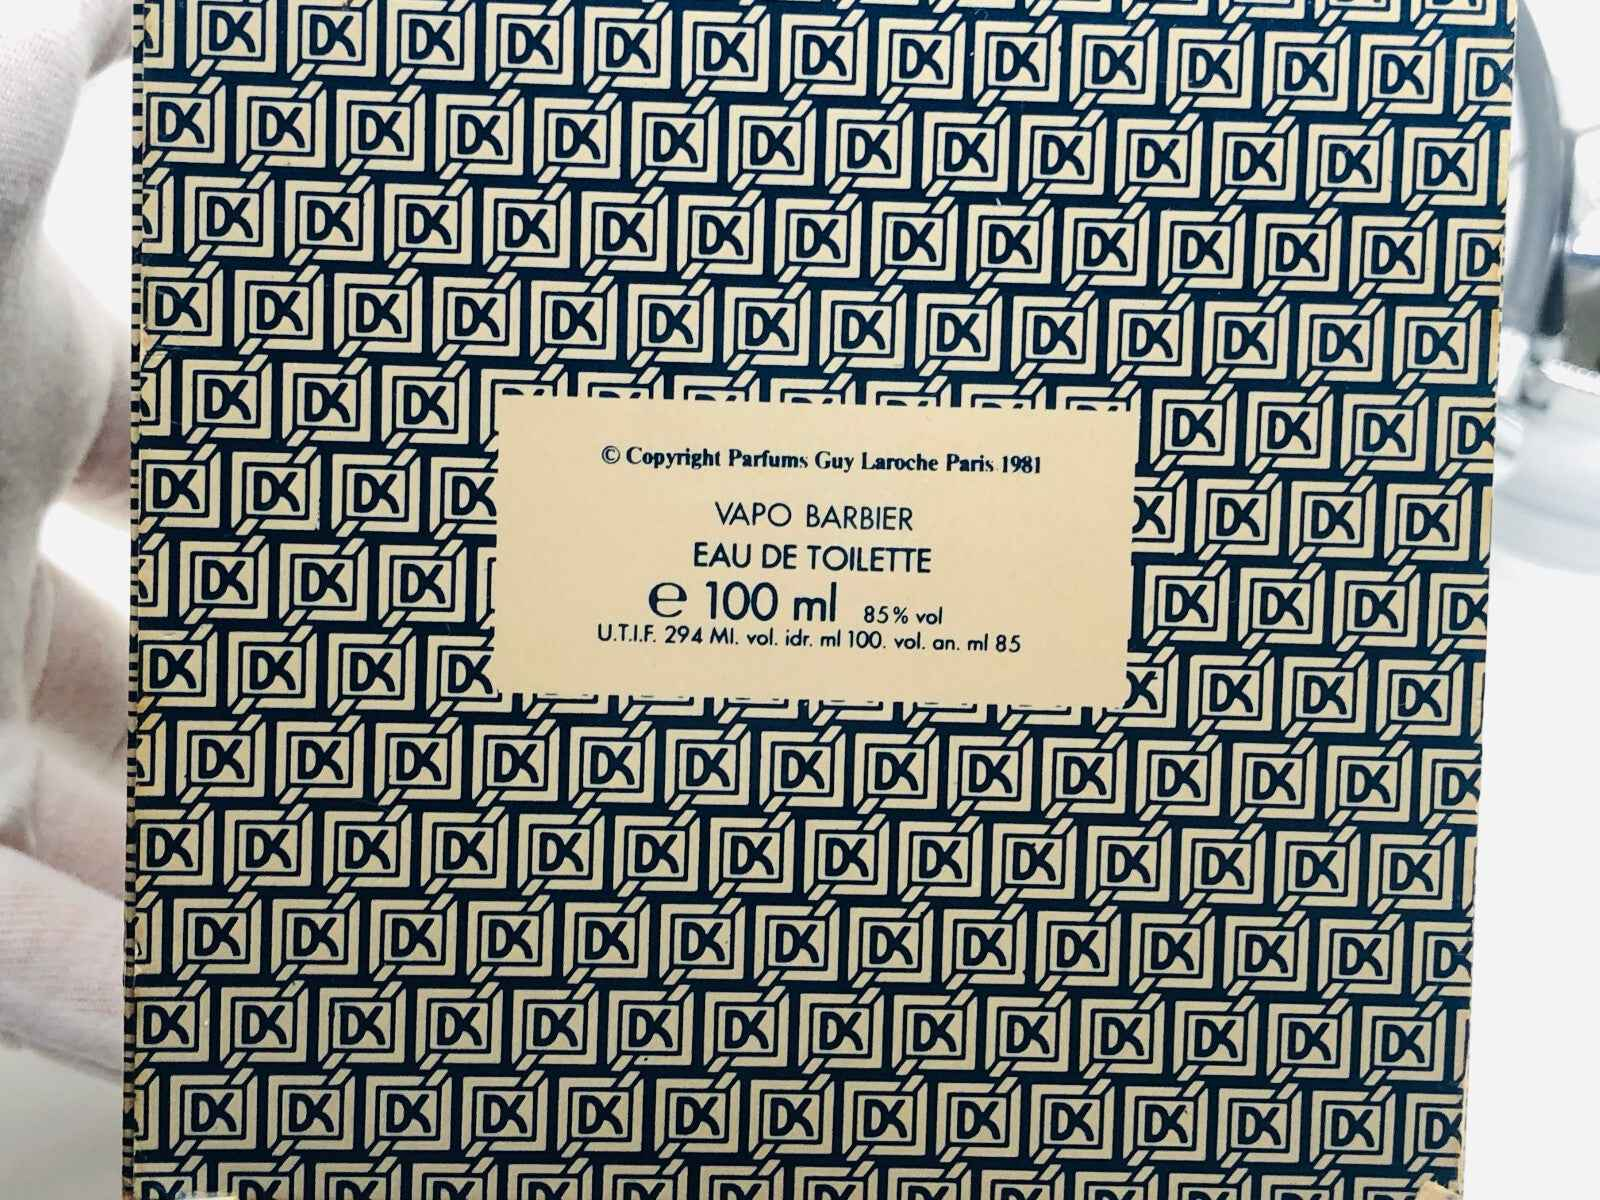 © Copyright Parfums Guy Laroche Paris 1981
VAPO BARBIER
EAU DE TOILETTE
℮ 100 ml 85% vol
U.T.I.F. 294 MI. vol. idr. ml 100. vol. an. ml 85